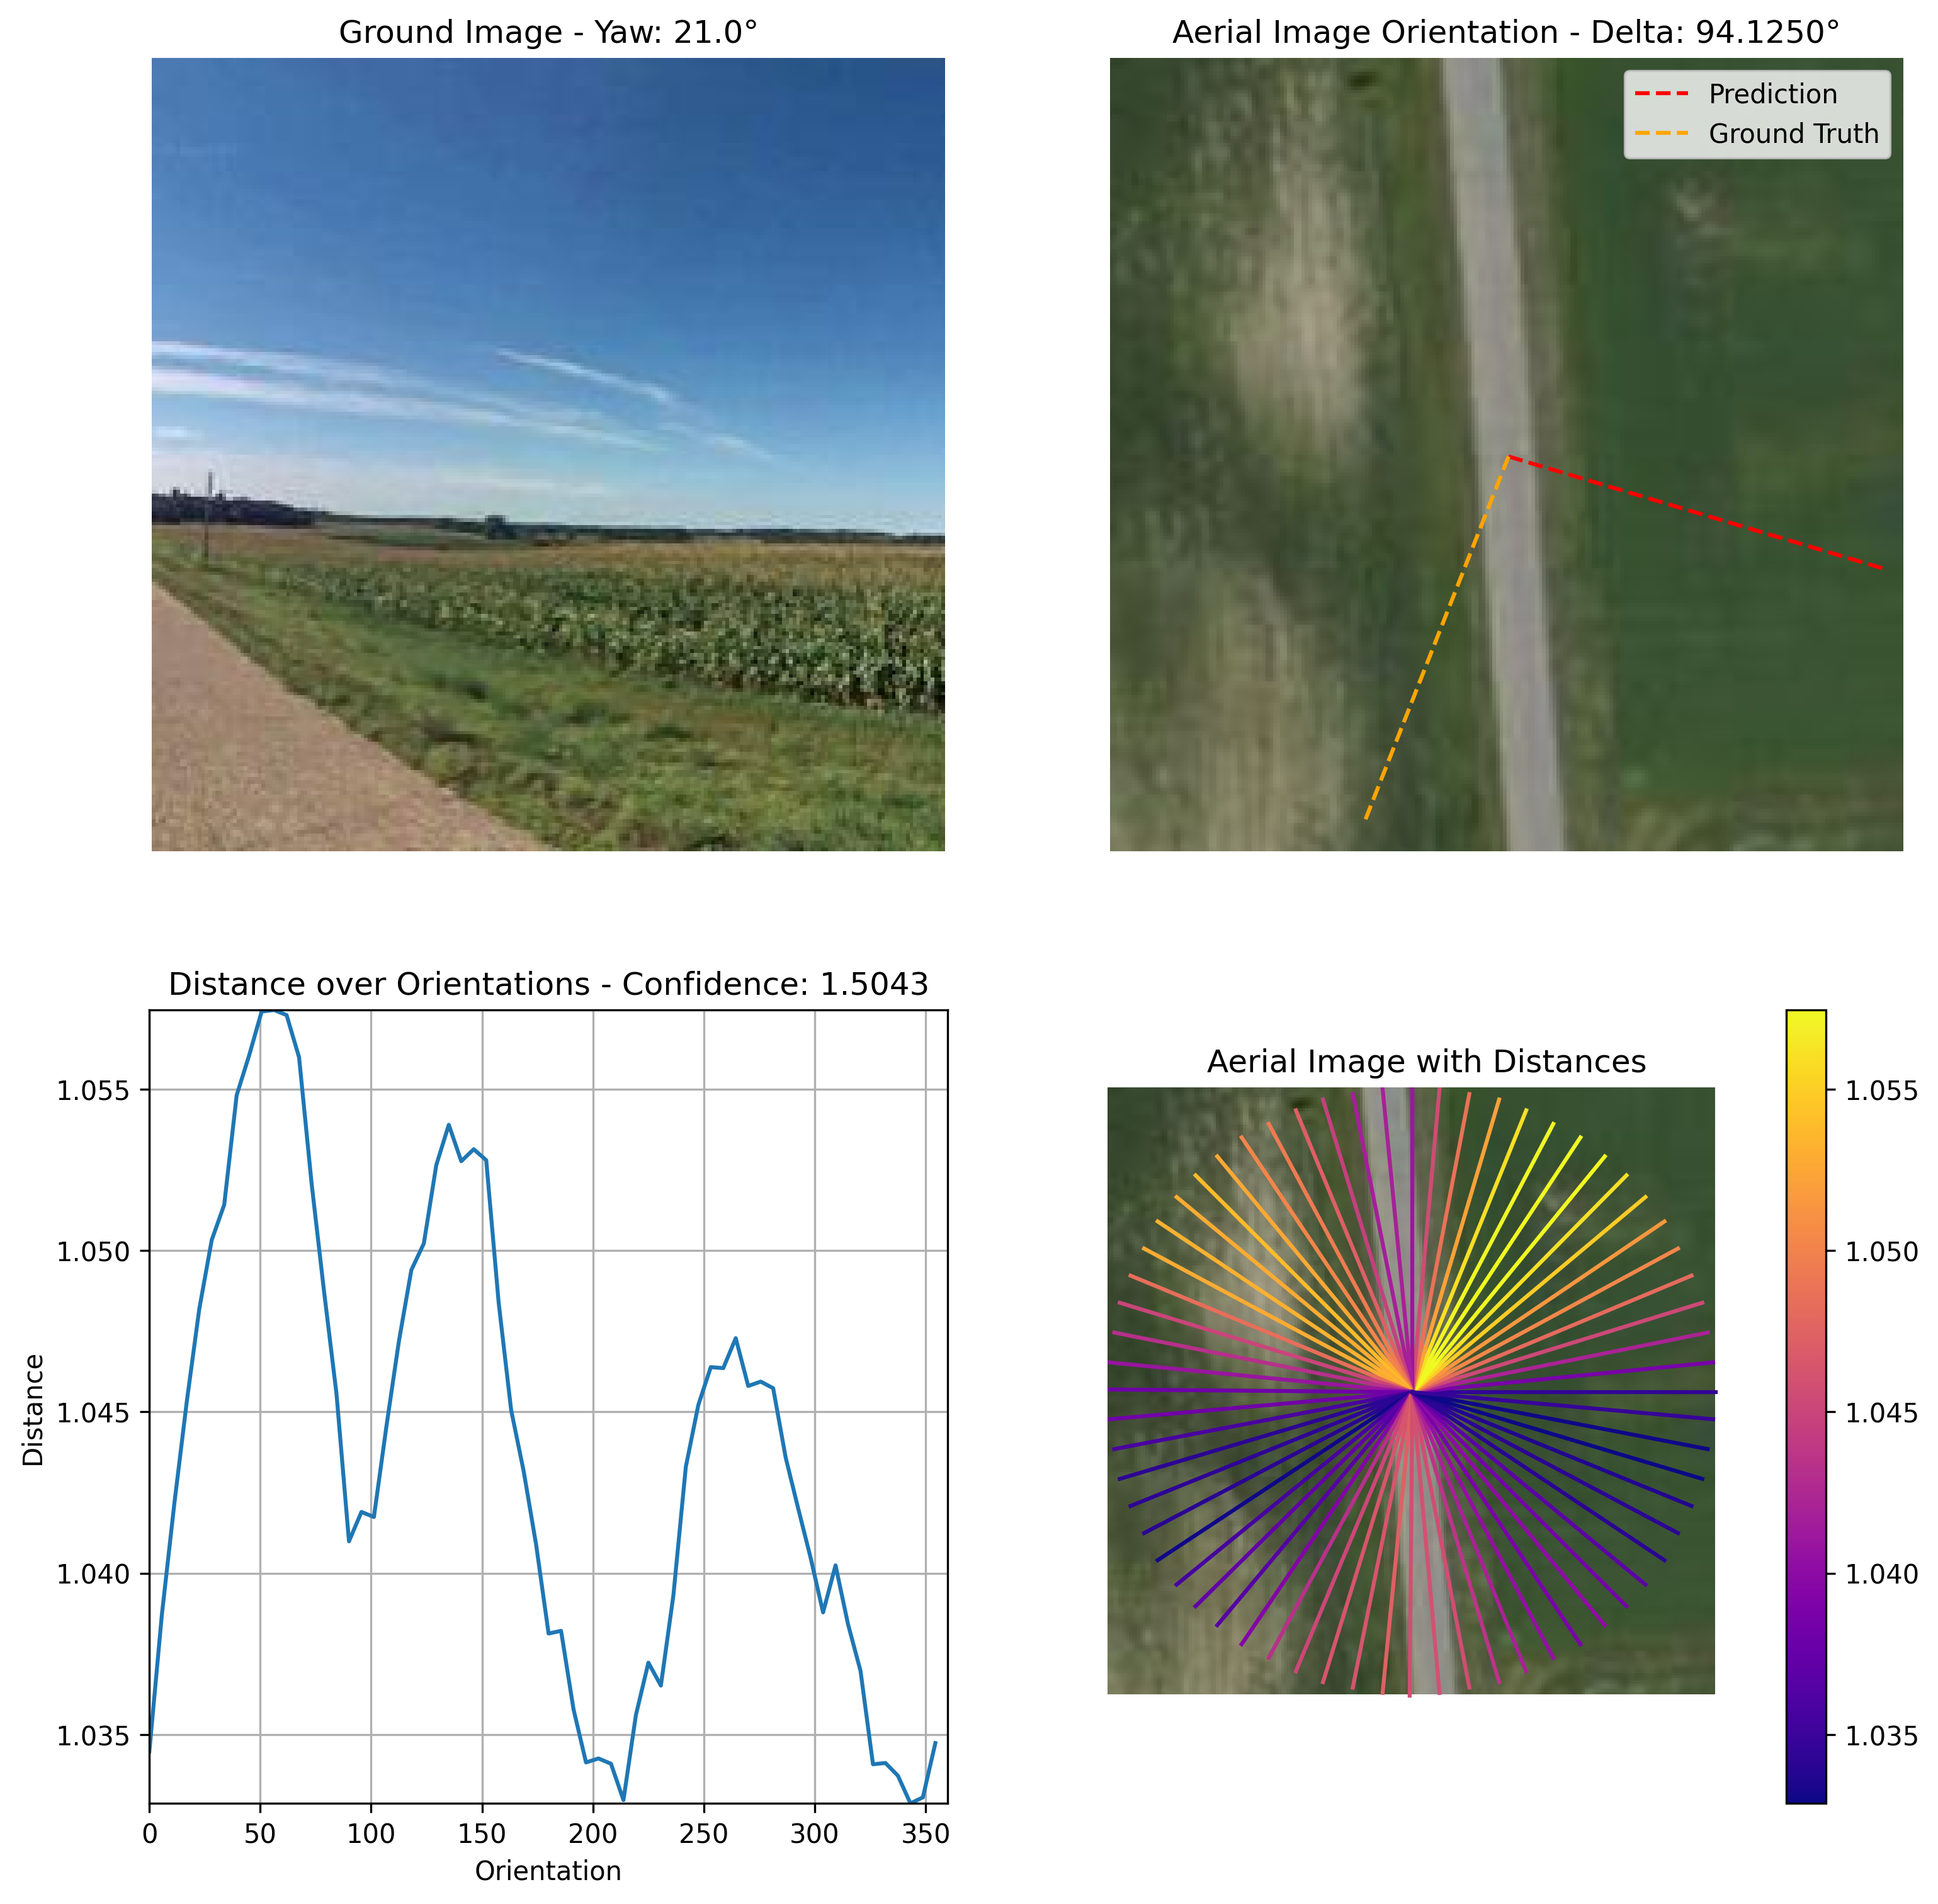 Ground Image - Yaw: 21.0°
Aerial Image Orientation - Delta: 94.1250°
Prediction
Ground Truth
Distance over Orientations - Confidence: 1.5043
1.055
1.050
1.045
1.040
1.035
Distance
0 50 100 150 200 250 300 350
Orientation
Aerial Image with Distances
1.055
1.050
1.045
1.040
1.035